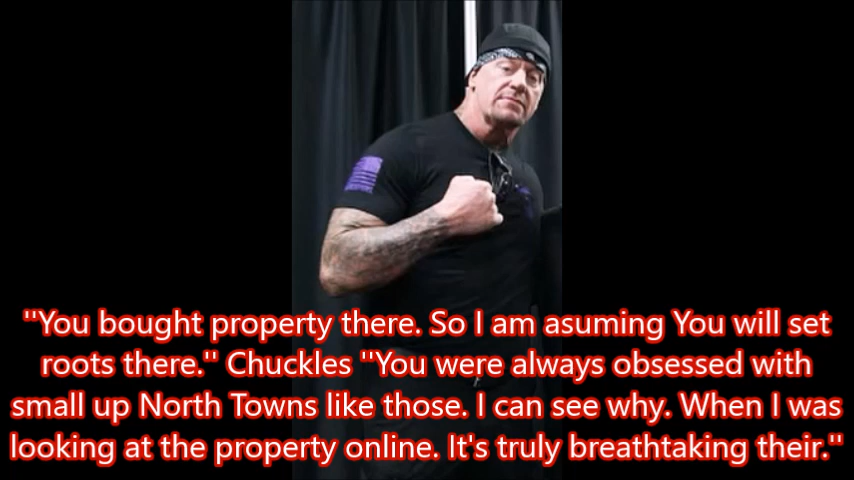 "You bought property there. So I am asuming You will set
roots there." Chuckles "You were always obsessed with
small up North Towns like those. I can see why. When I was
looking at the property online. It's truly breathtaking their."